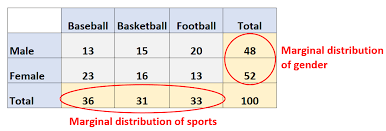 Baseball Basketball Football Total
Male 13 15 20 48
Female 23 16 13 52
Total 36 31 33 100
Marginal distribution
of gender
Marginal distribution of sports